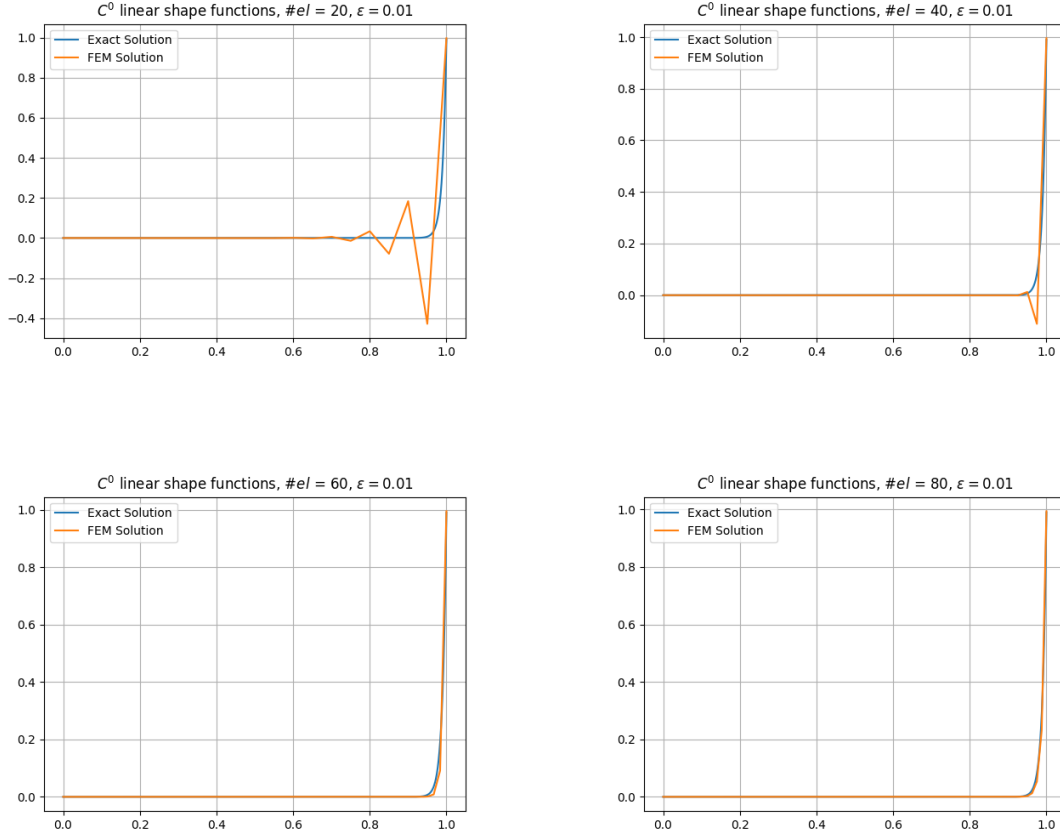 C⁰ linear shape functions, #el = 20, ε = 0.01
1.0
0.8
0.6
0.4
0.2
0.0
−0.2
−0.4
0.0 0.2 0.4 0.6 0.8 1.0
Exact Solution
FEM Solution
C⁰ linear shape functions, #el = 40, ε = 0.01
1.0
0.8
0.6
0.4
0.2
0.0
0.0 0.2 0.4 0.6 0.8 1.0
Exact Solution
FEM Solution
C⁰ linear shape functions, #el = 60, ε = 0.01
1.0
0.8
0.6
0.4
0.2
0.0
0.0 0.2 0.4 0.6 0.8 1.0
Exact Solution
FEM Solution
C⁰ linear shape functions, #el = 80, ε = 0.01
1.0
0.8
0.6
0.4
0.2
0.0
0.0 0.2 0.4 0.6 0.8 1.0
Exact Solution
FEM Solution